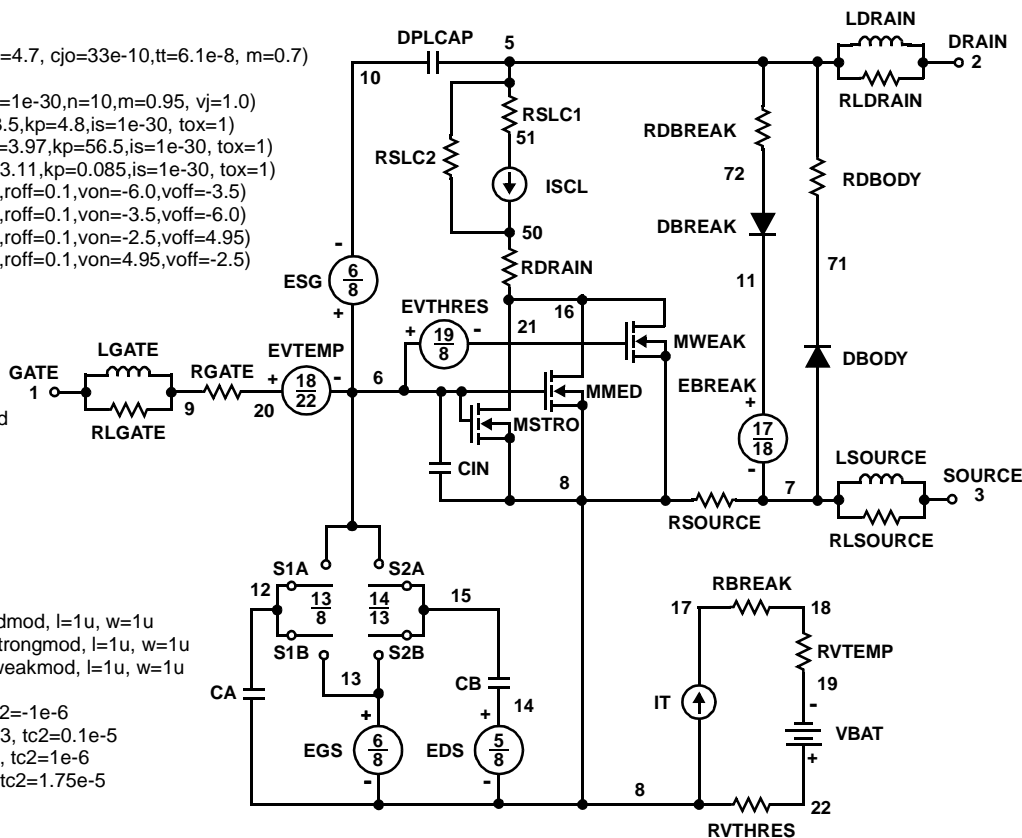 =4.7, cjo=33e-10,tt=6.1e-8, m=0.7)
=1e-30,n=10,m=0.95, vj=1.0)
3.5,kp=4.8,is=1e-30, tox=1)
=3.97,kp=56.5,is=1e-30, tox=1)
3.11,kp=0.085,is=1e-30, tox=1)
,roff=0.1,von=-6.0,voff=-3.5)
,roff=0.1,von=-3.5,voff=-6.0)
,roff=0.1,von=-2.5,voff=4.95)
,roff=0.1,von=4.95,voff=-2.5)
d
dmod, l=1u, w=1u
trongmod, l=1u, w=1u
weakmod, l=1u, w=1u
2=-1e-6
3, tc2=0.1e-5
, tc2=1e-6
tc2=1.75e-5
LDRAIN
DPLCAP 5 DRAIN
10 2
RLDRAIN
RSLC1
51
RDBREAK
RSLC2
72
RDBODY
ISCL
DBREAK
50
-
71
RDRAIN
6
8
ESG
11
+
EVTHRES
16
21
+ 19 -
8
MWEAK
LGATE
EVTEMP
DBODY
GATE
RGATE
EBREAK
1
+ 18 -
22
6
MMED
+
9
20
MSTRO
17
18
RLGATE
-
LSOURCE
CIN
8
7
SOURCE
3
RSOURCE
RLSOURCE
S1A
S2A
12
13
8
14
13
15
RBREAK
17
18
S1B
S2B
RVTEMP
13
CB
19
CA
14
IT
-
+
+
VBAT
EGS
6
8
EDS
5
8
+
-
-
8
22
RVTHRES